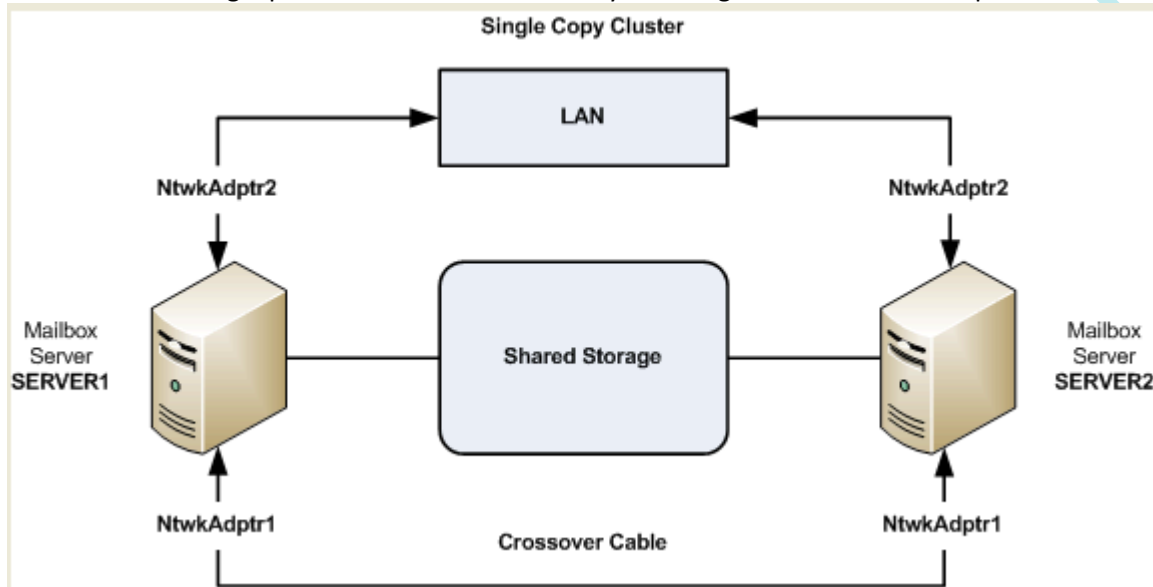 Single Copy Cluster
LAN
NtwkAdptr2
NtwkAdptr2
Mailbox
Server
SERVER1
Shared Storage
Mailbox
Server
SERVER2
NtwkAdptr1
NtwkAdptr1
Crossover Cable